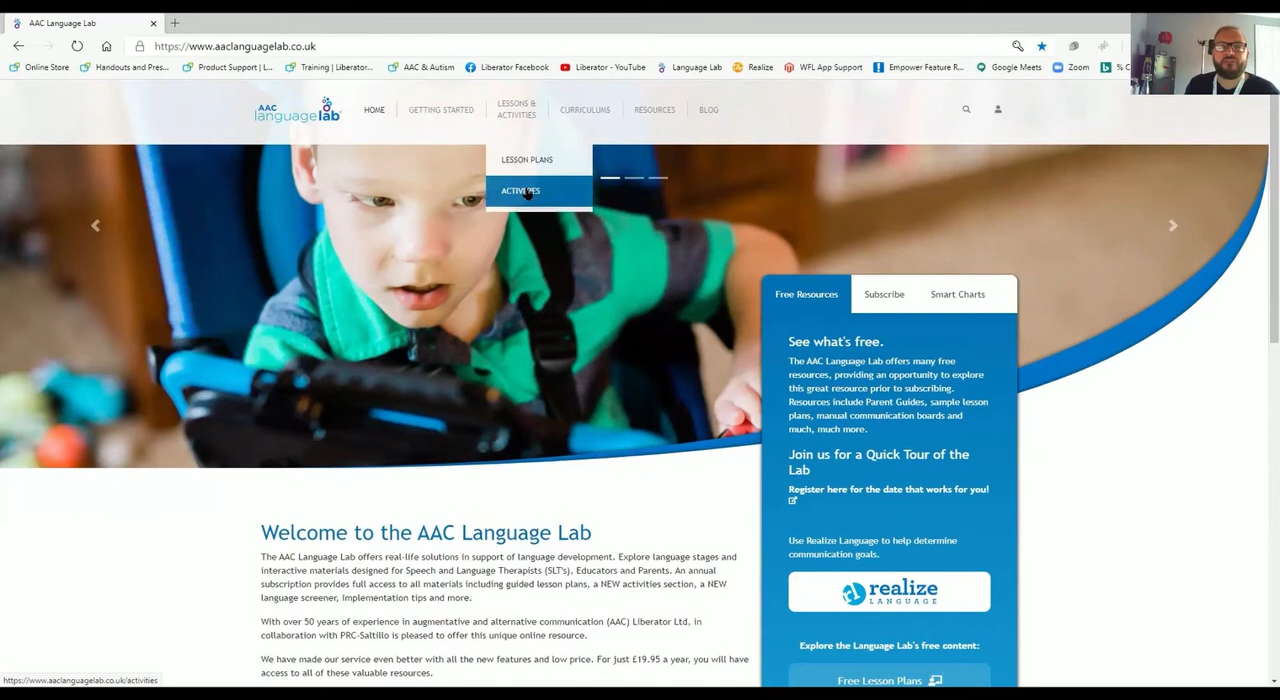 AAC Language Lab
https://www.aaclanguagelab.co.uk
Online Store
Handouts and Pres...
Product Support | L...
Training | Liberator...
AAC & Autism
Liberator Facebook
Liberator - YouTube
Language Lab
Realize
WFL App Support
Empower Feature R...
Google Meets
Zoom
% C
AAC
languagelab
HOME
GETTING STARTED
LESSONS &
ACTIVITIES
CURRICULUMS
RESOURCES
BLOG
LESSON PLANS
ACTIVITIES
Free Resources
Subscribe
Smart Charts
See what's free.
The AAC Language Lab offers many free
resources, providing an opportunity to explore
this great resource prior to subscribing.
Resources include Parent Guides, sample lesson
plans, manual communication boards and
much, much more.
Join us for a Quick Tour of the
Lab
Register here for the date that works for you!
Use Realize Language to help determine
communication goals.
realize
LANGUAGE
Explore the Language Lab's free content:
Free Lesson Plans
Welcome to the AAC Language Lab
The AAC Language Lab offers real-life solutions in support of language development. Explore language stages and
interactive materials designed for Speech and Language Therapists (SLT's), Educators and Parents. An annual
subscription provides full access to all materials including guided lesson plans, a NEW activities section, a NEW
language screener, implementation tips and more.
With over 50 years of experience in augmentative and alternative communication (AAC) Liberator Ltd, in
collaboration with PRC-Saltillo is pleased to offer this unique online resource.
We have made our service even better with all the new features and low price. For just £19.95 a year, you will have
access to all of these valuable resources.
https://www.aaclanguagelab.co.uk/activities